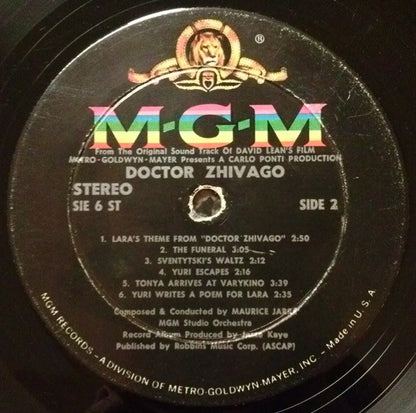 ®
M-G-M
From The Original Sound Track Of DAVID LEAN'S FILM
METRO-GOLDWYN-MAYER Presents A CARLO PONTI PRODUCTION
DOCTOR ZHIVAGO
STEREO
SIE 6 ST SIDE 2
1. LARA'S THEME FROM "DOCTOR ZHIVAGO" 2:50
2. THE FUNERAL 3:05
3. SVENTYTSKI'S WALTZ 2:12
4. YURI ESCAPES 2:16
5. TONYA ARRIVES AT VARYKINO 3:39
6. YURI WRITES A POEM FOR LARA 2:35
Composed & Conducted by MAURICE JARRE
MGM Studio Orchestra
Record Album Produced by Jesse Kaye
Published by Robbins Music Corp. (ASCAP)
MGM RECORDS - A DIVISION OF METRO-GOLDWYN-MAYER, INC. - Made in U.S.A.